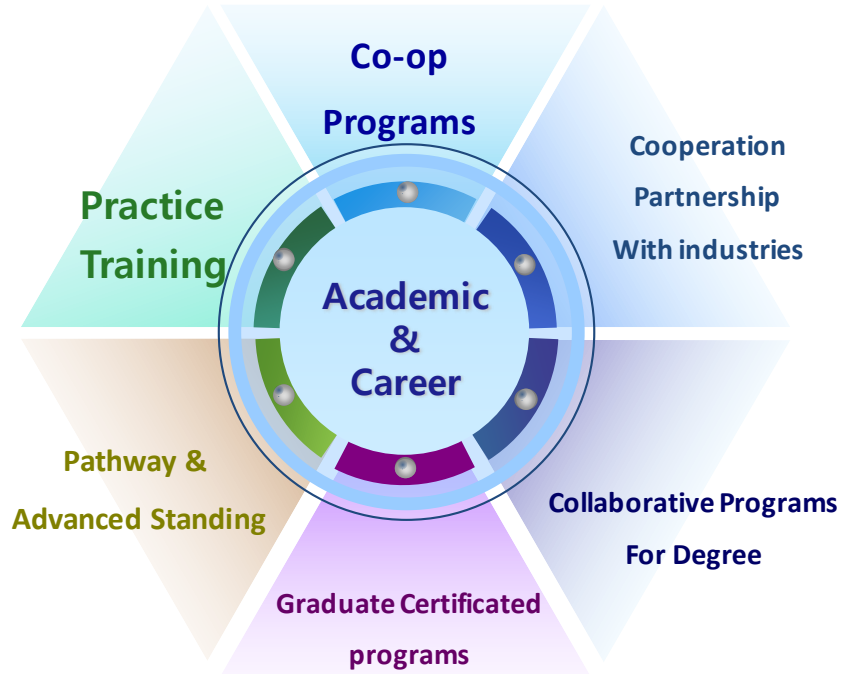 Co-op
Programs
Cooperation
Partnership
With industries
Practice
Training
Academic
&
Career
Pathway &
Advanced Standing
Collaborative Programs
For Degree
Graduate Certificated
programs